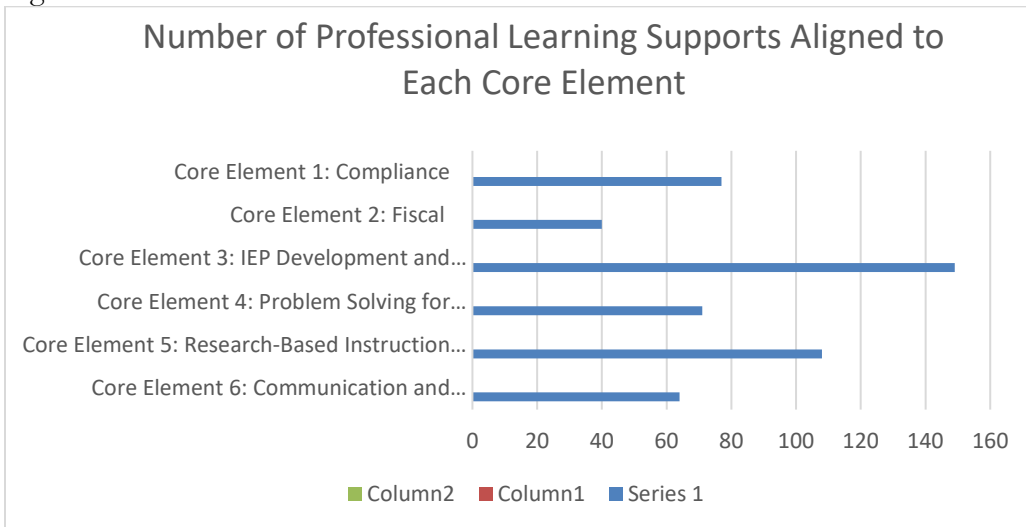 Number of Professional Learning Supports Aligned to
Each Core Element
Core Element 1: Compliance
Core Element 2: Fiscal
Core Element 3: IEP Development and...
Core Element 4: Problem Solving for...
Core Element 5: Research-Based Instruction...
Core Element 6: Communication and...
0 20 40 60 80 100 120 140 160
Column2 Column1 Series 1